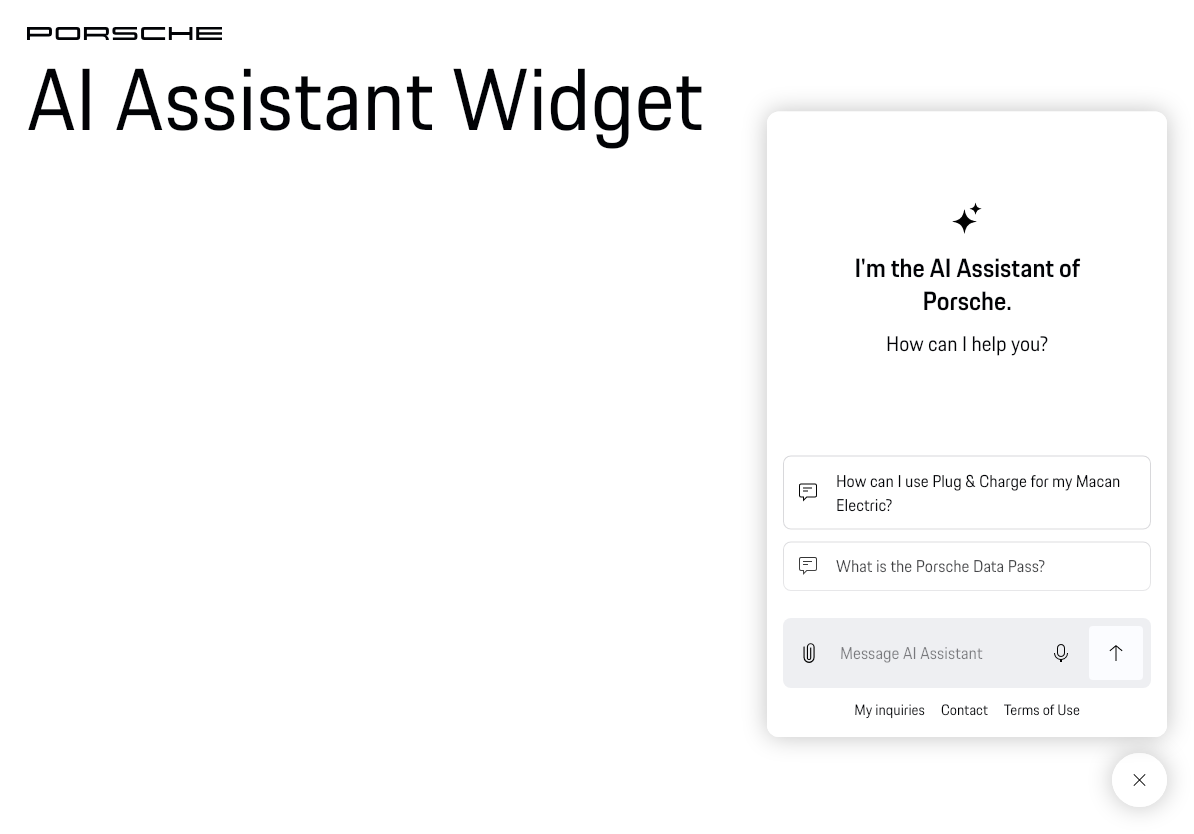 PORSCHE
AI Assistant Widget
I'm the AI Assistant of
Porsche.
How can I help you?
How can I use Plug & Charge for my Macan
Electric?
What is the Porsche Data Pass?
Message AI Assistant
My inquiries Contact Terms of Use